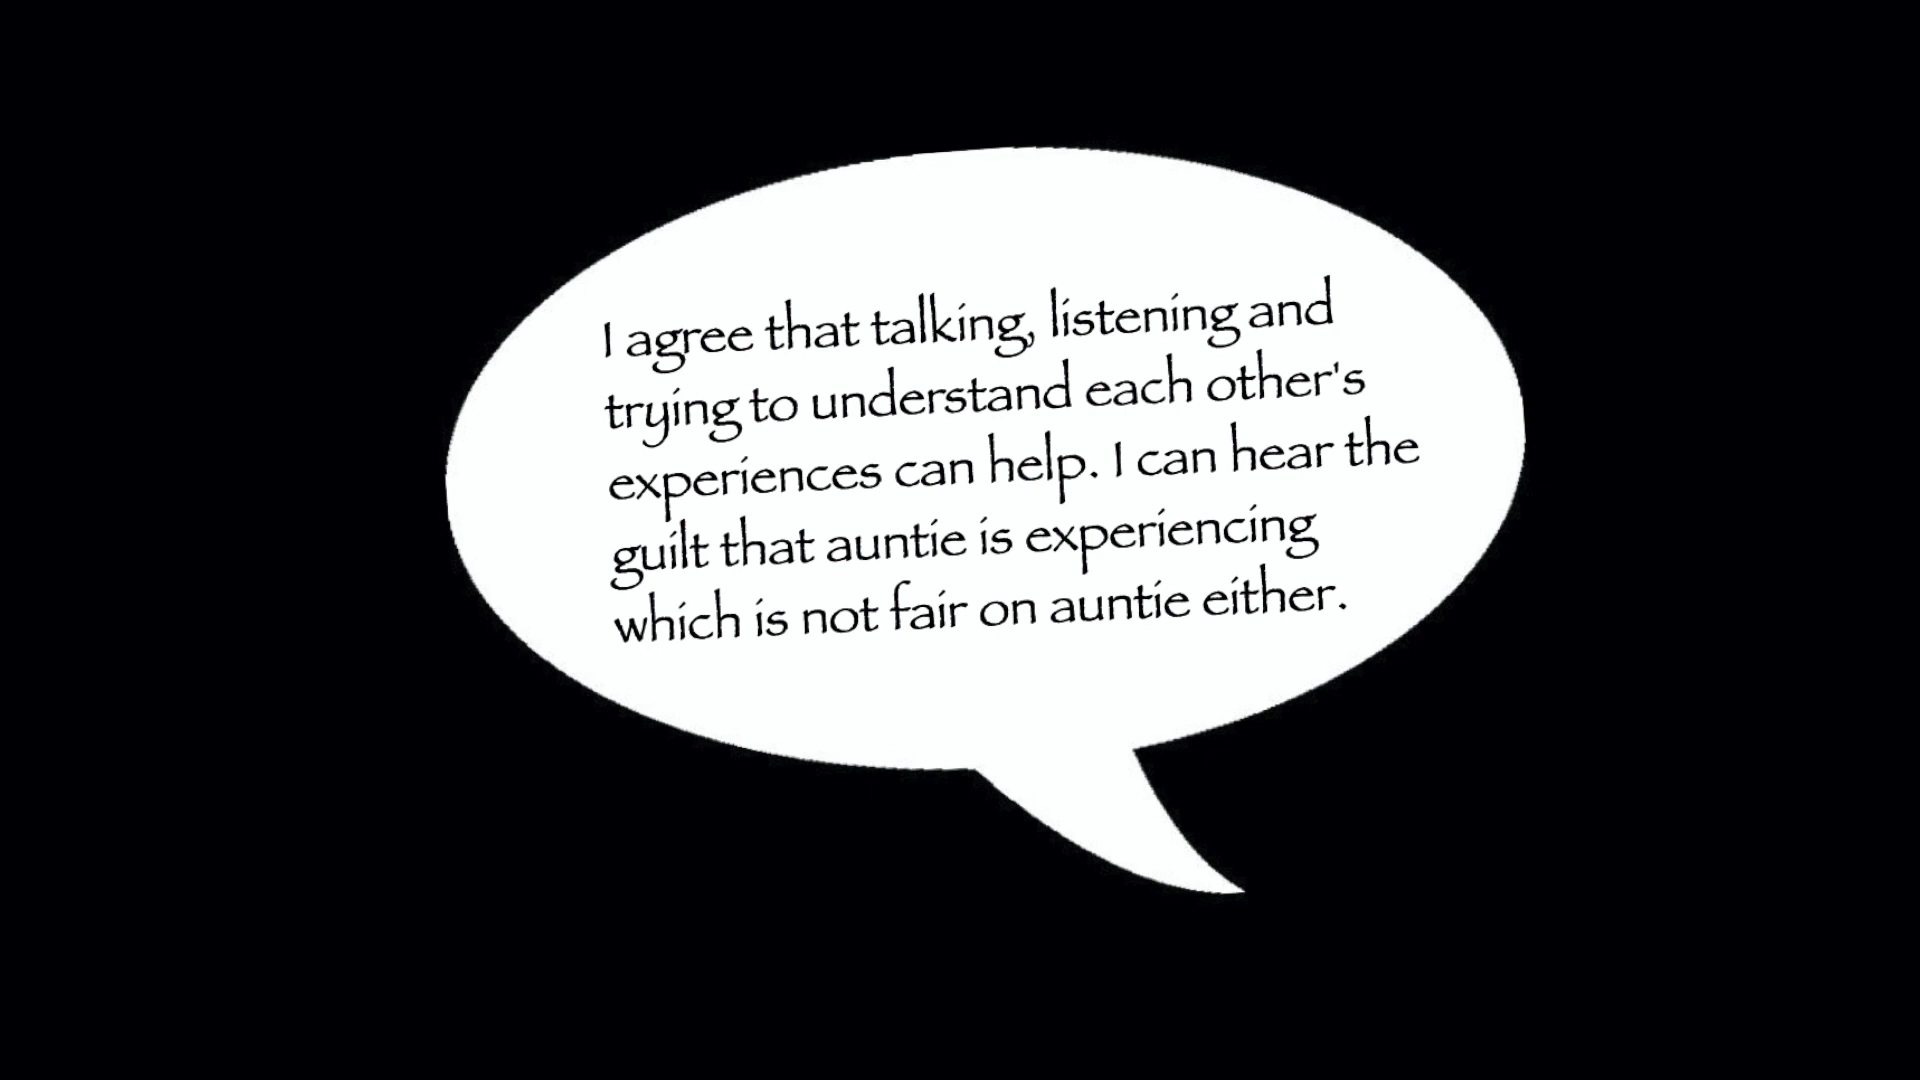 I agree that talking, listening and
trying to understand each other's
experiences can help. I can hear the
guilt that auntie is experiencing
which is not fair on auntie either.